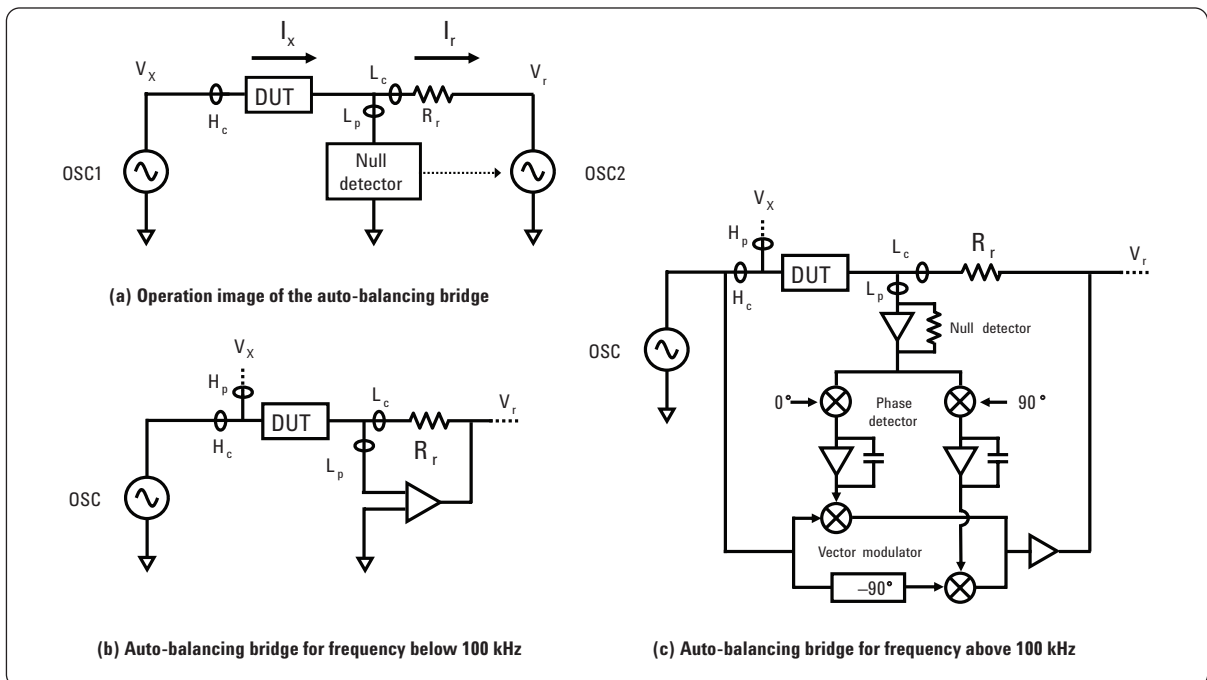 I x
I r
V X
L c
V r
DUT
H c
L p
R r
OSC1
Null
detector
OSC2
(a) Operation image of the auto-balancing bridge
V X
H p
L c
V r
DUT
H c
L p
R r
OSC
(b) Auto-balancing bridge for frequency below 100 kHz
V X
H p
L c
R r
V r
DUT
H c
L p
Null detector
OSC
0°
Phase
detector
90°
Vector modulator
–90°
(c) Auto-balancing bridge for frequency above 100 kHz